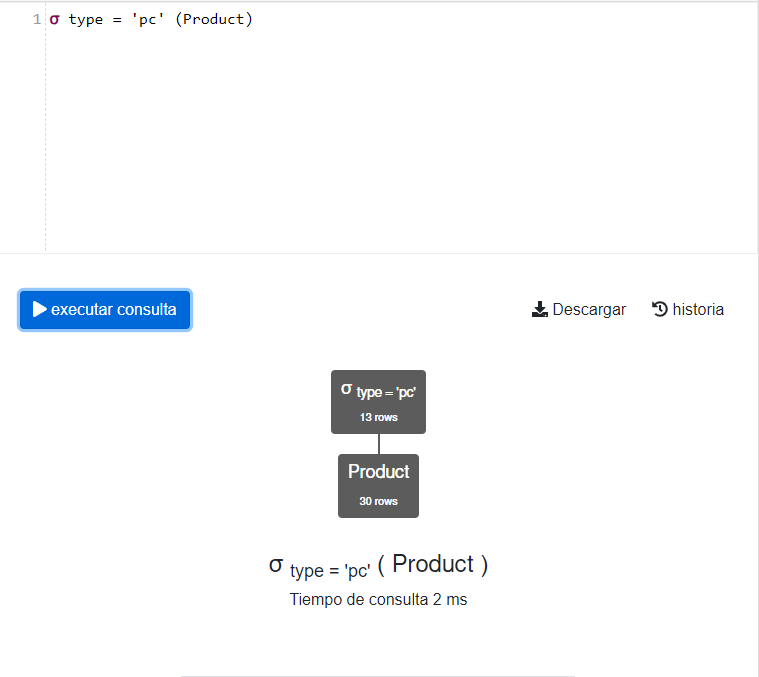 1 σ type = 'pc' (Product)
executar consulta
Descargar
historia
σ type = 'pc'
13 rows
Product
30 rows
σ type = 'pc' ( Product )
Tiempo de consulta 2 ms